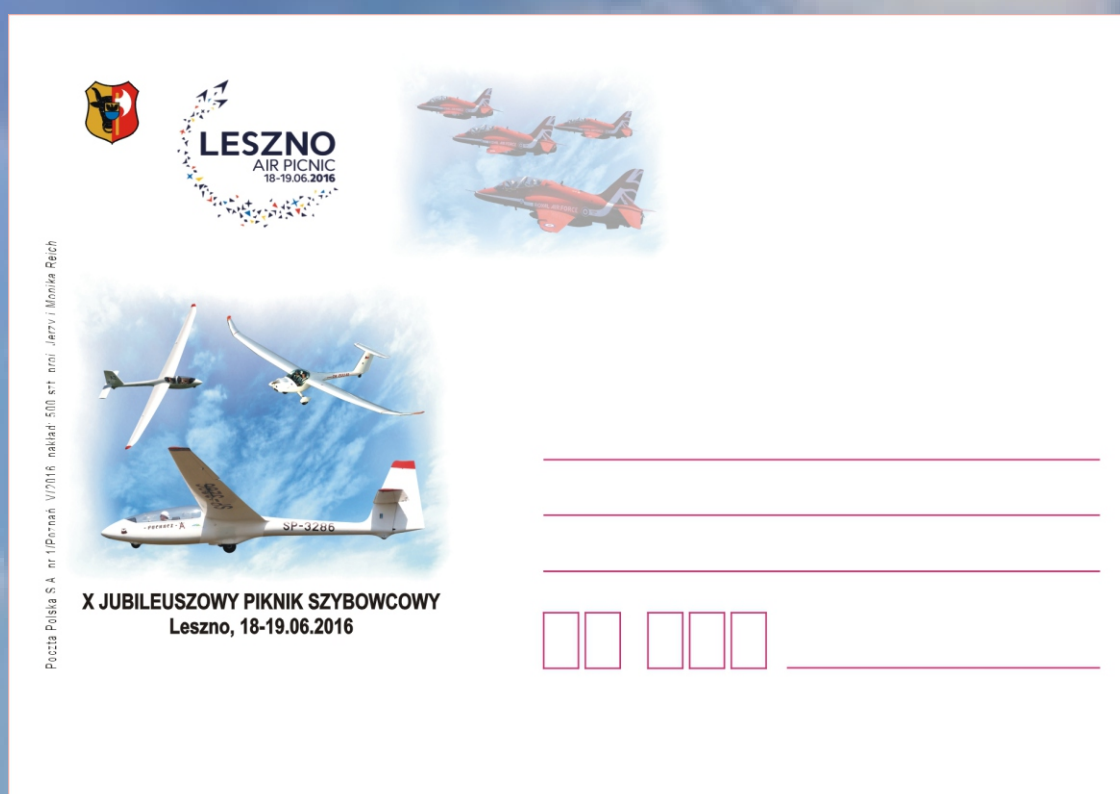 LESZNO
AIR PICNIC
18-19.06.2016
Poczta Polska S.A. nr 1/Poznań V/2016 nakład: 500 szt. proj. Jerzy i Monika Reich
SP-3286
X JUBILEUSZOWY PIKNIK SZYBOWCOWY
Leszno, 18-19.06.2016